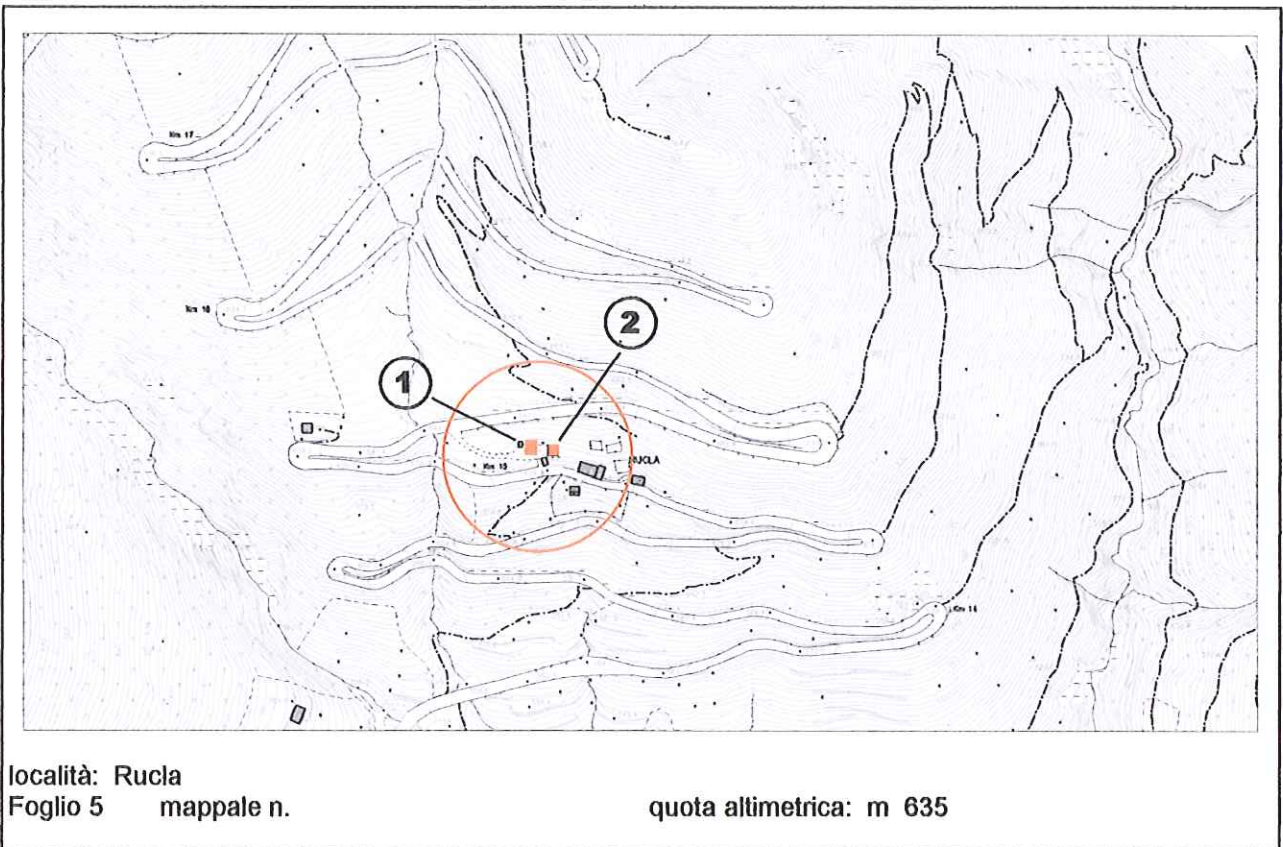 Km 17
Km 16
2
1
Km 15
RUCLA
Km 14
località: Rucla
Foglio 5 mappale n. quota altimetrica: m 635